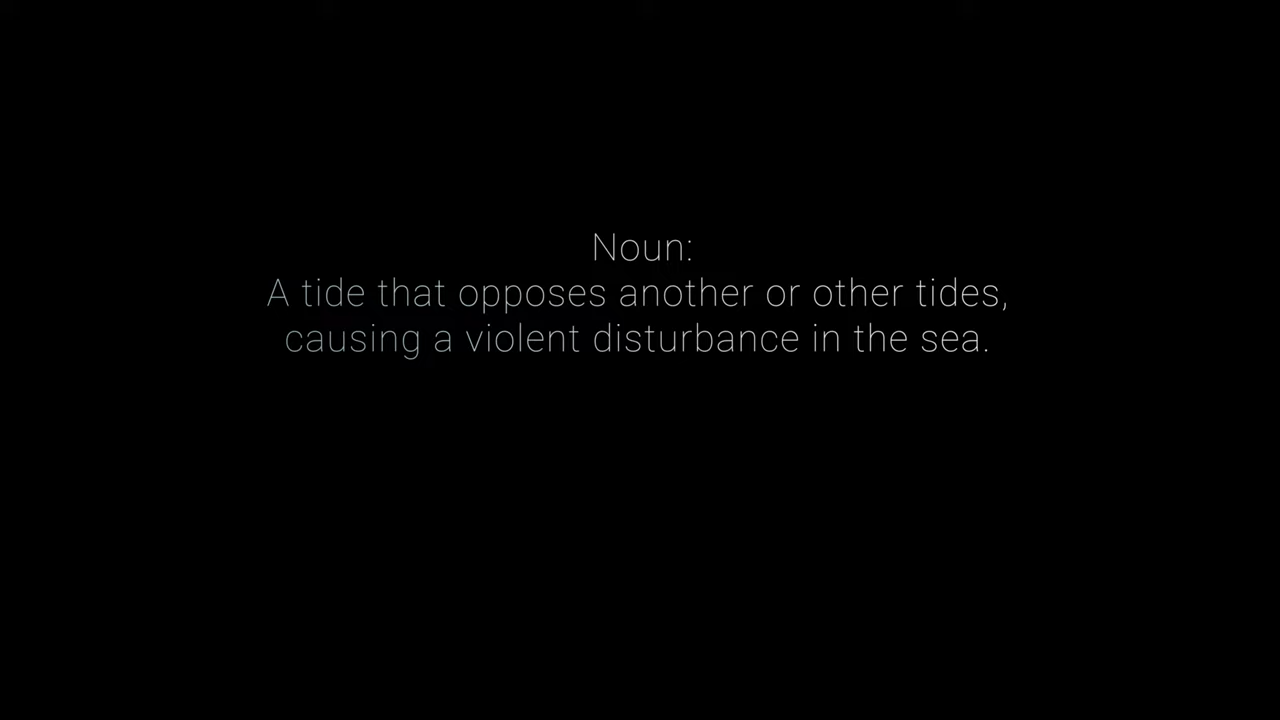 Noun:
A tide that opposes another or other tides,
causing a violent disturbance in the sea.